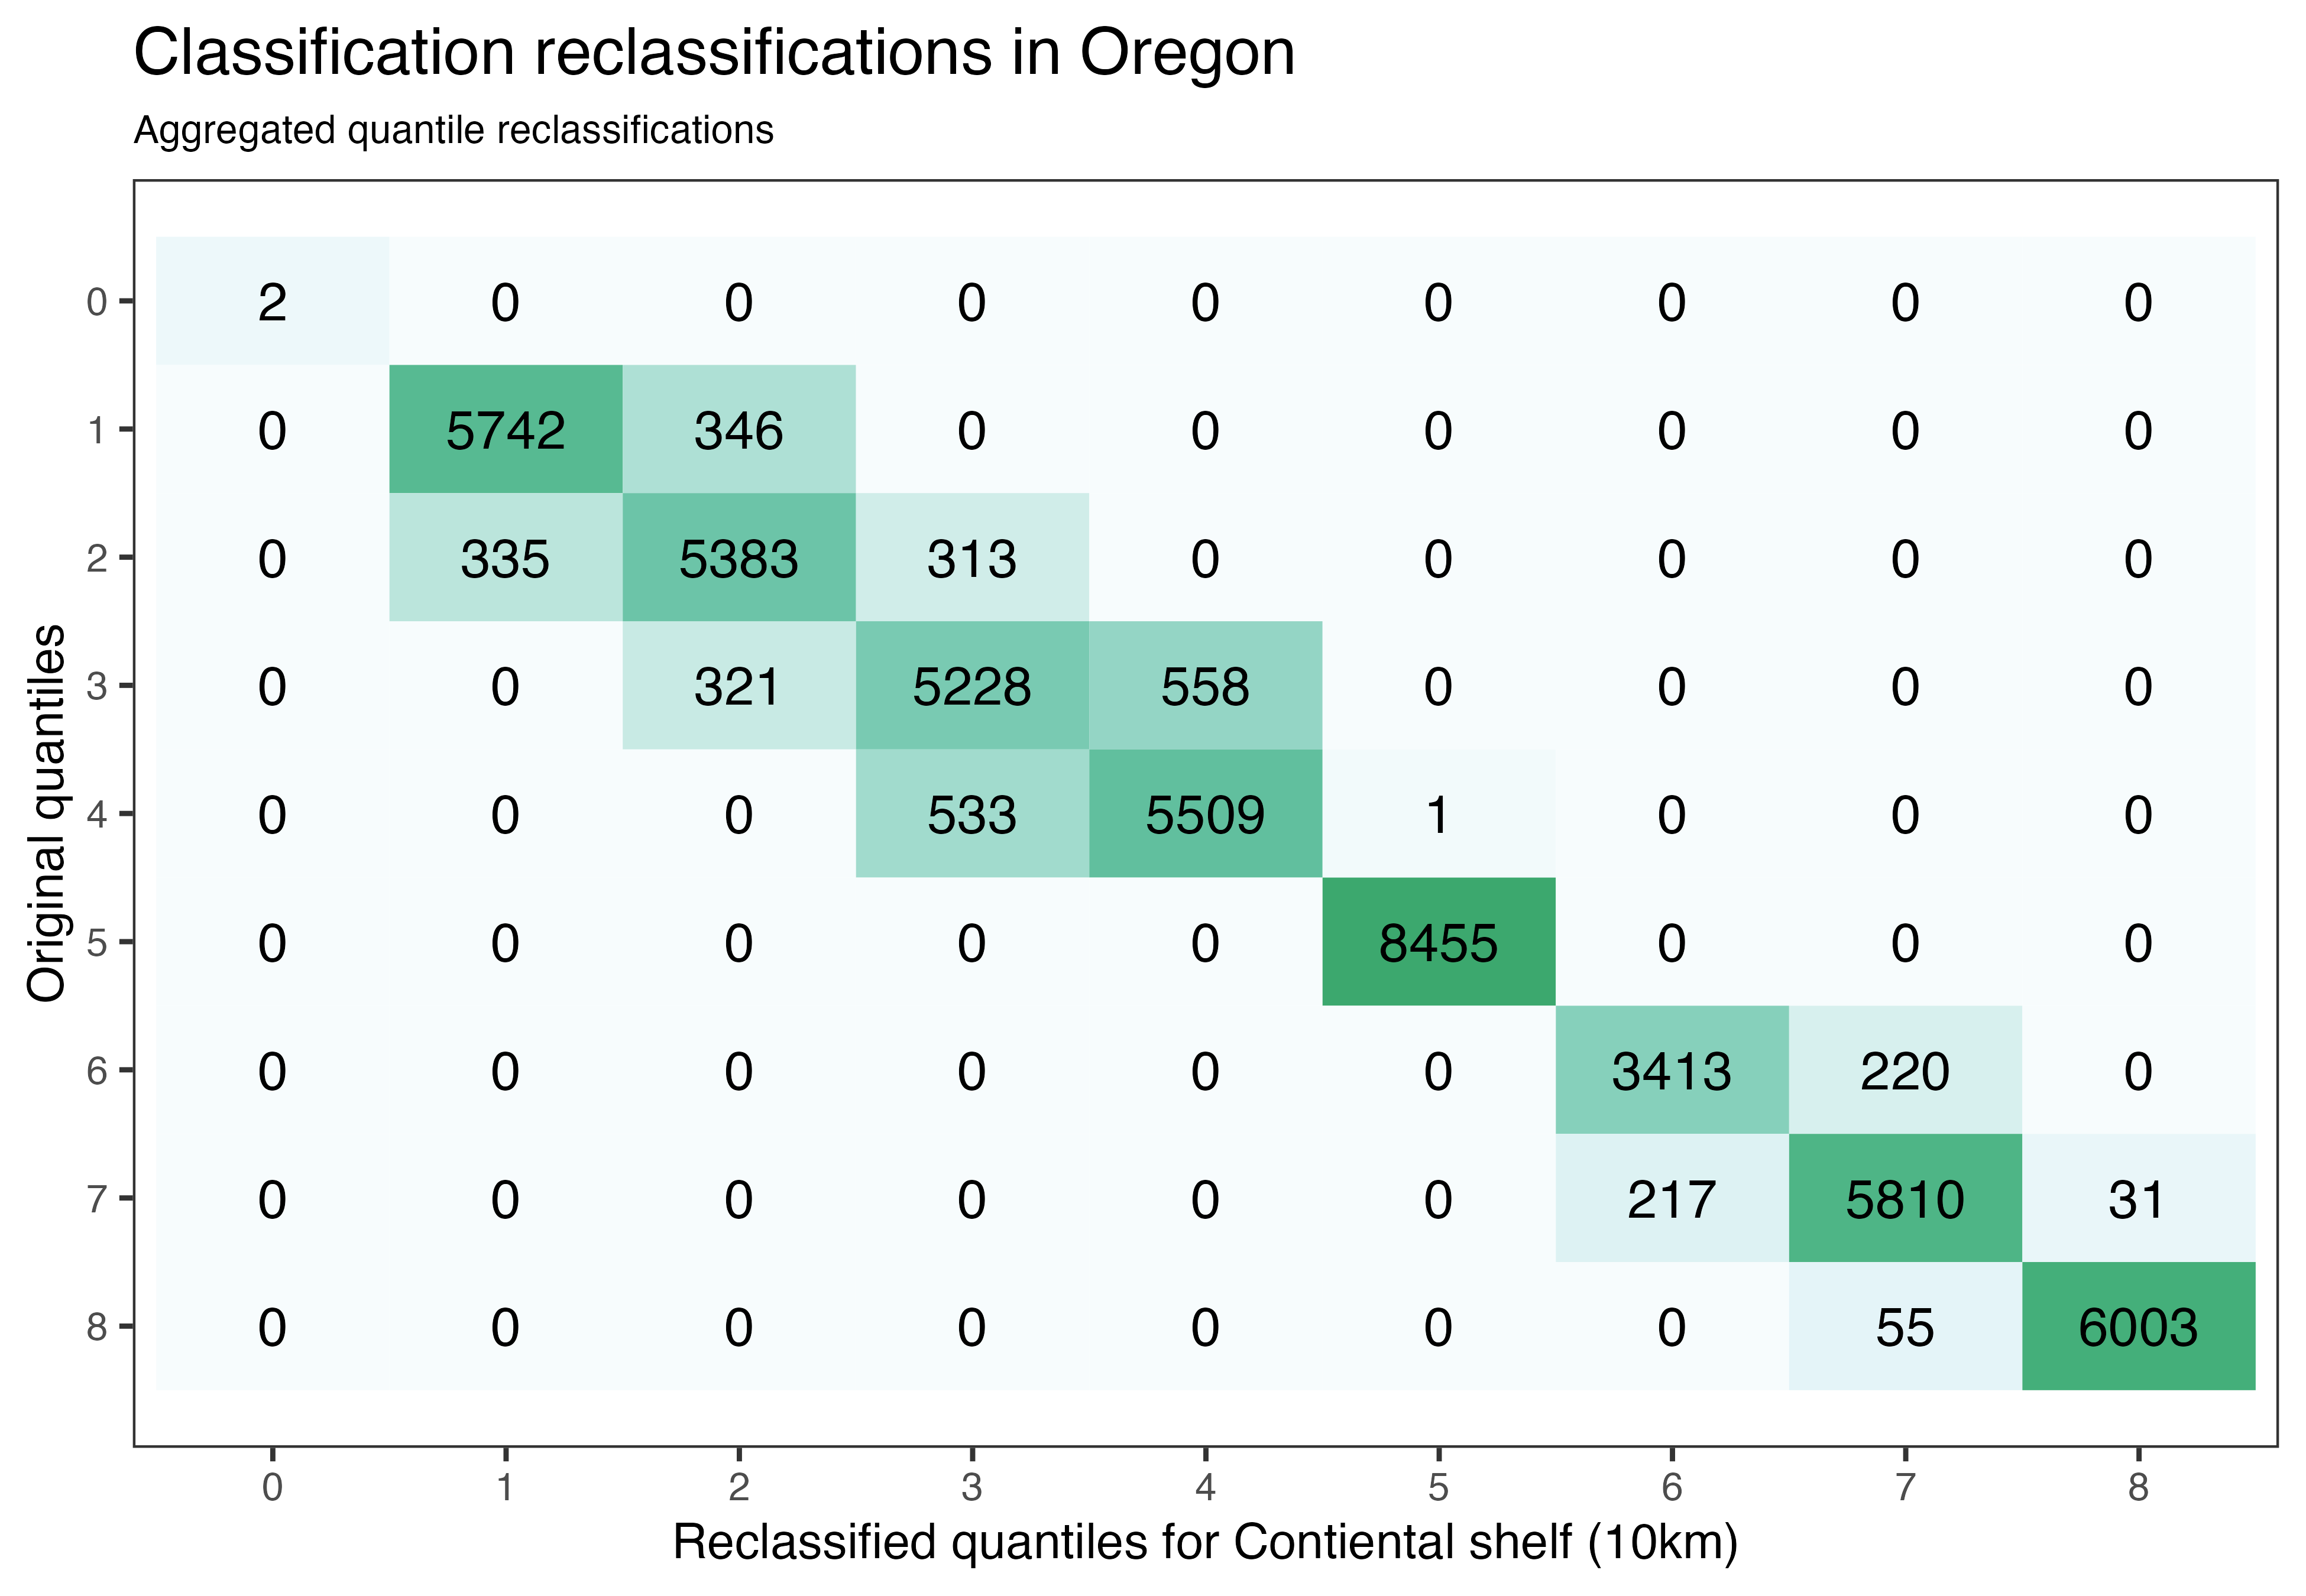 Classification reclassifications in Oregon
Aggregated quantile reclassifications
Original quantiles
0 2 0 0 0 0 0 0 0 0
1 0 5742 346 0 0 0 0 0 0
2 0 335 5383 313 0 0 0 0 0
3 0 0 321 5228 558 0 0 0 0
4 0 0 0 533 5509 1 0 0 0
5 0 0 0 0 0 8455 0 0 0
6 0 0 0 0 0 0 3413 220 0
7 0 0 0 0 0 0 217 5810 31
8 0 0 0 0 0 0 0 55 6003
0 1 2 3 4 5 6 7 8
Reclassified quantiles for Contiental shelf (10km)